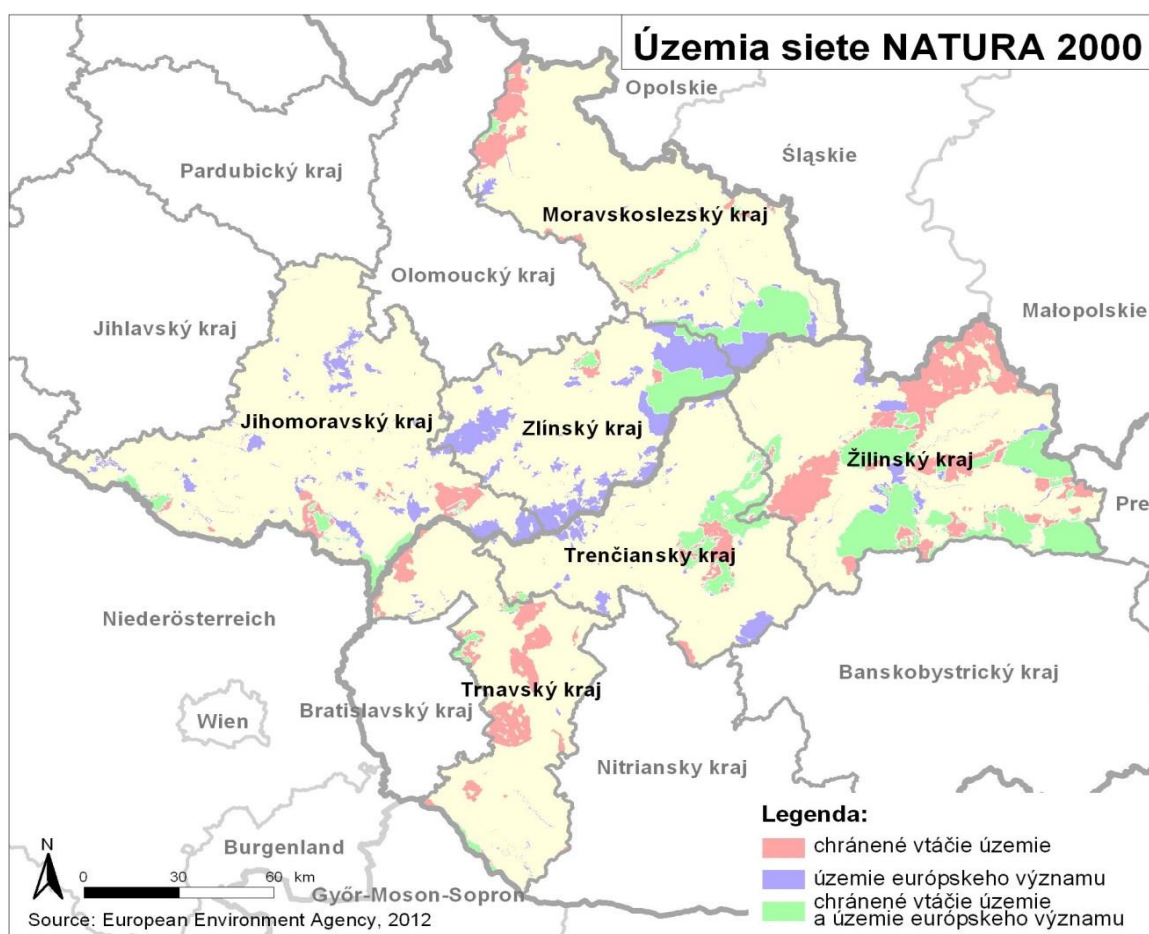 Územia siete NATURA 2000
Opolskie
Śląskie
Pardubický kraj
Moravskoslezský kraj
Olomoucký kraj
Małopolskie
Jihlavský kraj
Jihomoravský kraj
Zlínský kraj
Žilinský kraj
Pre
Trenčiansky kraj
Niederösterreich
Banskobystrický kraj
Trnavský kraj
Bratislavský kraj
Wien
Nitriansky kraj
Burgenland
Győr-Moson-Sopron
Legenda:
chránené vtáčie územie
územie európskeho významu
chránené vtáčie územie
a územie európskeho významu
N
0 30 60 km
Source: European Environment Agency, 2012